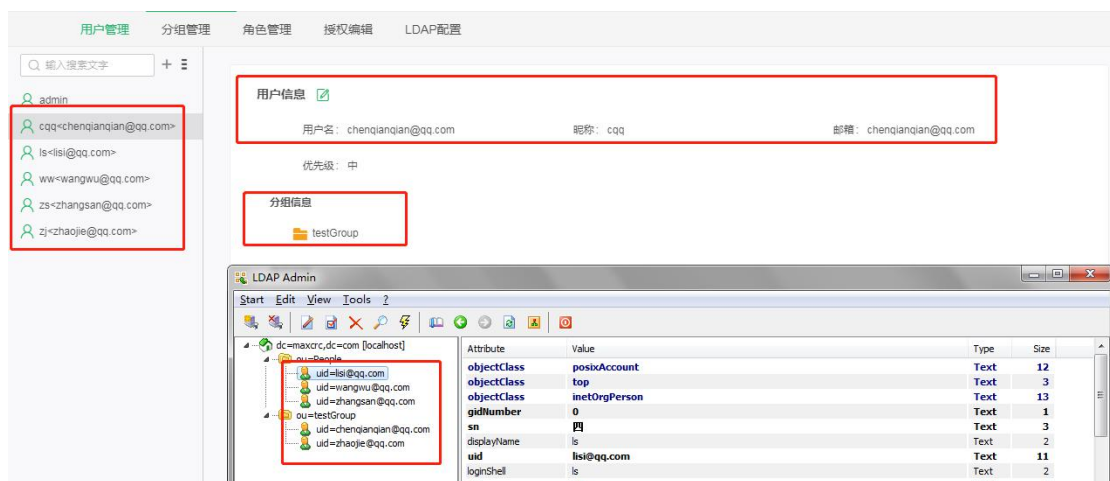 用户管理 分组管理 角色管理 授权编辑 LDAP配置
输入搜索文字
admin
cqq<chenqianqian@qq.com>
ls<lisi@qq.com>
ww<wangwu@qq.com>
zs<zhangsan@qq.com>
zj<zhaojie@qq.com>
用户信息
用户名： chenqianqian@qq.com 昵称： cqq 邮箱： chenqianqian@qq.com
优先级： 中
分组信息
testGroup
LDAP Admin
Start Edit View Tools ?
dc=maxcrc,dc=com [localhost]
ou=People
uid=lisi@qq.com
uid=wangwu@qq.com
uid=zhangsan@qq.com
ou=testGroup
uid=chenqianqian@qq.com
uid=zhaojie@qq.com
Attribute Value Type Size
objectClass posixAccount Text 12
objectClass top Text 3
objectClass inetOrgPerson Text 13
gidNumber 0 Text 1
sn 四 Text 3
displayName ls Text 2
uid lisi@qq.com Text 11
loginShell ls Text 2